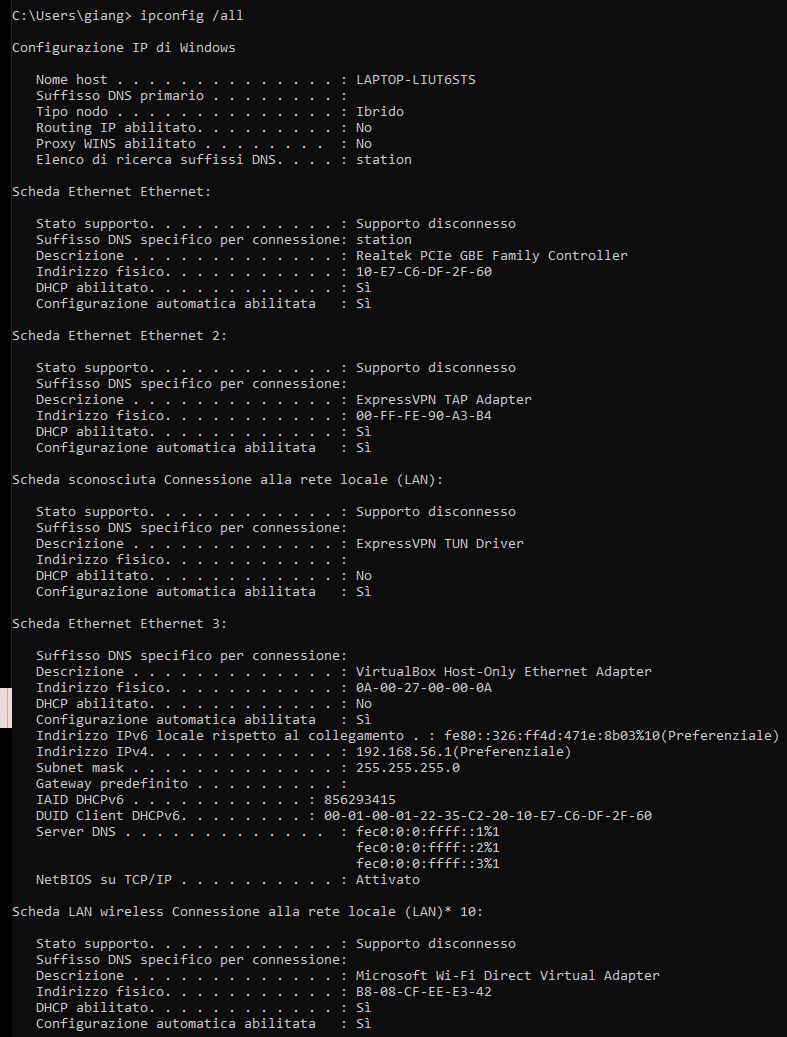 C:\Users\giang> ipconfig /all
Configurazione IP di Windows
Nome host . . . . . . . . . . . . . . : LAPTOP-LIUT6STS
Suffisso DNS primario . . . . . . . . :
Tipo nodo . . . . . . . . . . . . . . : Ibrido
Routing IP abilitato. . . . . . . . . : No
Proxy WINS abilitato . . . . . . . .  : No
Elenco di ricerca suffissi DNS. . . . : station
Scheda Ethernet Ethernet:
Stato supporto. . . . . . . . . . . . : Supporto disconnesso
Suffisso DNS specifico per connessione: station
Descrizione . . . . . . . . . . . . . : Realtek PCIe GBE Family Controller
Indirizzo fisico. . . . . . . . . . . : 10-E7-C6-DF-2F-60
DHCP abilitato. . . . . . . . . . . . : Sì
Configurazione automatica abilitata   : Sì
Scheda Ethernet Ethernet 2:
Stato supporto. . . . . . . . . . . . : Supporto disconnesso
Suffisso DNS specifico per connessione:
Descrizione . . . . . . . . . . . . . : ExpressVPN TAP Adapter
Indirizzo fisico. . . . . . . . . . . : 00-FF-FE-90-A3-B4
DHCP abilitato. . . . . . . . . . . . : Sì
Configurazione automatica abilitata   : Sì
Scheda sconosciuta Connessione alla rete locale (LAN):
Stato supporto. . . . . . . . . . . . : Supporto disconnesso
Suffisso DNS specifico per connessione:
Descrizione . . . . . . . . . . . . . : ExpressVPN TUN Driver
Indirizzo fisico. . . . . . . . . . . :
DHCP abilitato. . . . . . . . . . . . : No
Configurazione automatica abilitata   : Sì
Scheda Ethernet Ethernet 3:
Suffisso DNS specifico per connessione:
Descrizione . . . . . . . . . . . . . : VirtualBox Host-Only Ethernet Adapter
Indirizzo fisico. . . . . . . . . . . : 0A-00-27-00-00-0A
DHCP abilitato. . . . . . . . . . . . : No
Configurazione automatica abilitata   : Sì
Indirizzo IPv6 locale rispetto al collegamento . : fe80::326:ff4d:471e:8b03%10(Preferenziale)
Indirizzo IPv4. . . . . . . . . . . . : 192.168.56.1(Preferenziale)
Subnet mask . . . . . . . . . . . . . : 255.255.255.0
Gateway predefinito . . . . . . . . . :
IAID DHCPv6 . . . . . . . . . . . : 856293415
DUID Client DHCPv6. . . . . . . . : 00-01-00-01-22-35-C2-20-10-E7-C6-DF-2F-60
Server DNS . . . . . . . . . . . . .  : fec0:0:0:ffff::1%1
fec0:0:0:ffff::2%1
fec0:0:0:ffff::3%1
NetBIOS su TCP/IP . . . . . . . . . . : Attivato
Scheda LAN wireless Connessione alla rete locale (LAN)* 10:
Stato supporto. . . . . . . . . . . . : Supporto disconnesso
Suffisso DNS specifico per connessione:
Descrizione . . . . . . . . . . . . . : Microsoft Wi-Fi Direct Virtual Adapter
Indirizzo fisico. . . . . . . . . . . : B8-08-CF-EE-E3-42
DHCP abilitato. . . . . . . . . . . . : Sì
Configurazione automatica abilitata   : Sì